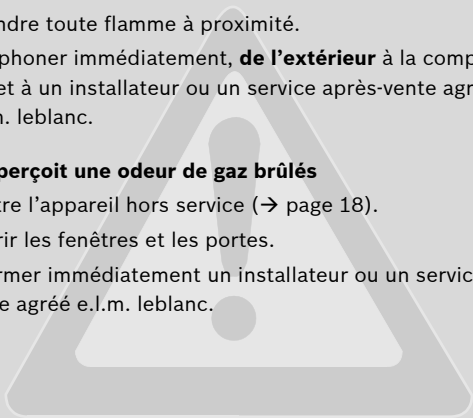 ndre toute flamme à proximité.
phoner immédiatement, de l'extérieur à la comp
et à un installateur ou un service après-vente agr
n. leblanc.
perçoit une odeur de gaz brûlés
tre l'appareil hors service (→ page 18).
rir les fenêtres et les portes.
rmer immédiatement un installateur ou un servic
e agréé e.l.m. leblanc.